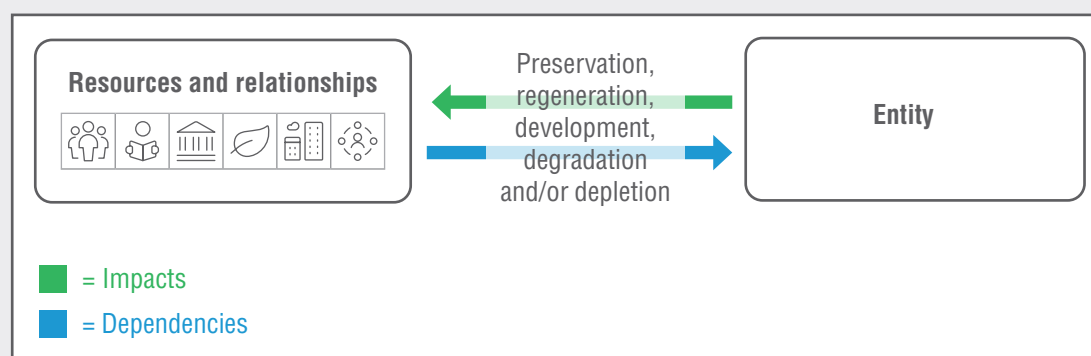 Resources and relationships
Preservation,
regeneration,
development,
degradation
and/or depletion
Entity
= Impacts
= Dependencies